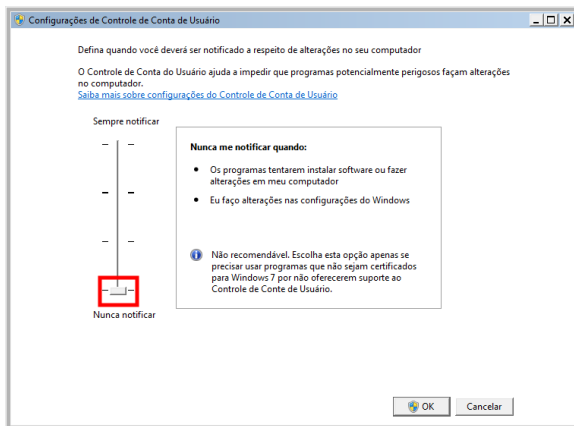 Configurações de Controle de Conta de Usuário
Defina quando você deverá ser notificado a respeito de alterações no seu computador
O Controle de Conta do Usuário ajuda a impedir que programas potencialmente perigosos façam alterações
no computador.
Saiba mais sobre configurações do Controle de Conta de Usuário
Sempre notificar
Nunca me notificar quando:
Os programas tentarem instalar software ou fazer
alterações em meu computador
Eu faço alterações nas configurações do Windows
Não recomendável. Escolha esta opção apenas se
precisar usar programas que não sejam certificados
para Windows 7 por não oferecerem suporte ao
Controle de Conte de Usuário.
Nunca notificar
OK
Cancelar